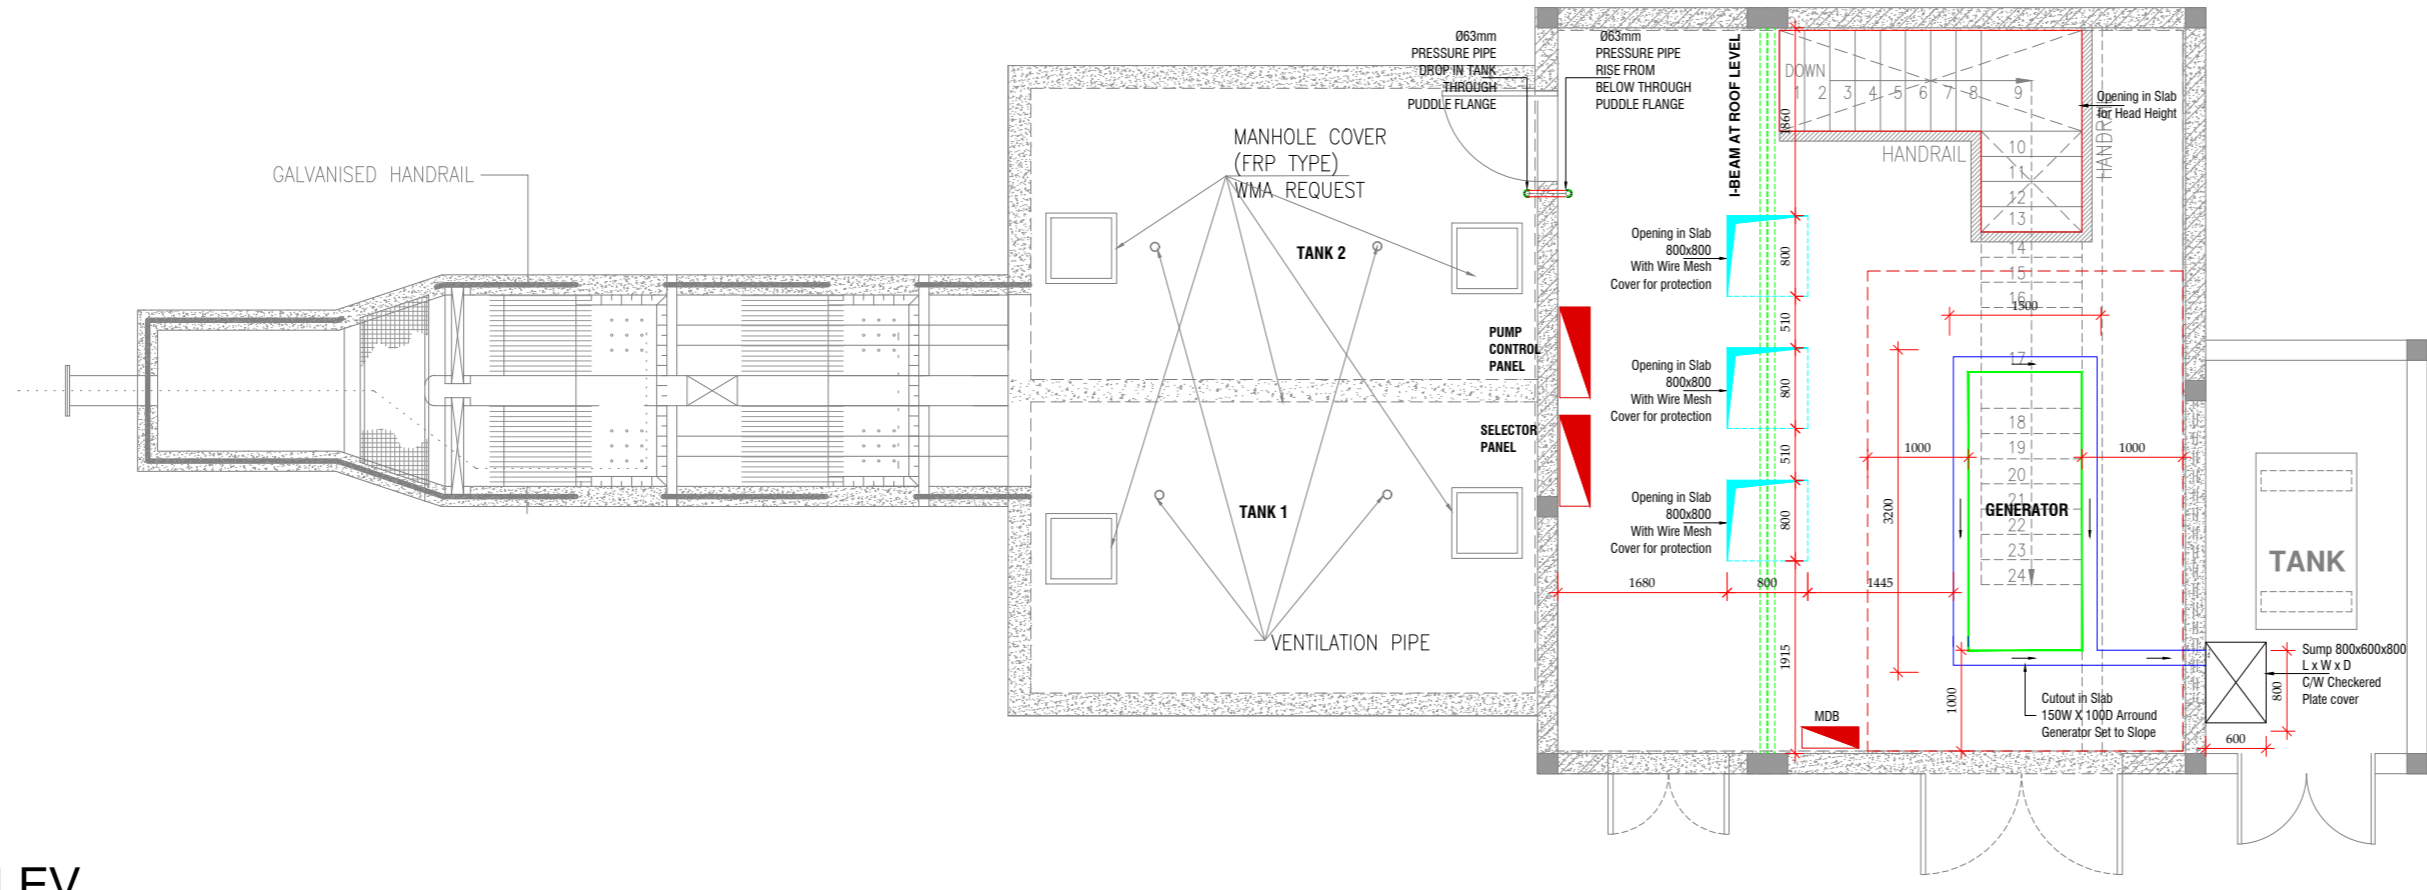 GALVANISED HANDRAIL
MANHOLE COVER
(FRP TYPE)
WMA REQUEST
TANK 2
TANK 1
VENTILATION PIPE
Ø63mm
PRESSURE PIPE
DROP IN TANK
THROUGH
PUDDLE FLANGE
Ø63mm
PRESSURE PIPE
RISE FROM
BELOW THROUGH
PUDDLE FLANGE
I-BEAM AT ROOF LEVEL
PUMP
CONTROL
PANEL
SELECTOR
PANEL
Opening in Slab
800x800
With Wire Mesh
Cover for protection
Opening in Slab
800x800
With Wire Mesh
Cover for protection
Opening in Slab
800x800
With Wire Mesh
Cover for protection
1860
800
510
800
510
800
1915
1680
800
1445
DOWN
1
2
3
4
5
6
7
8
9
10
11
12
13
14
15
16
17
18
19
20
21
22
23
24
HANDRAIL
Opening in Slab
for Head Height
1500
1000
1000
3200
GENERATOR
1000
MDB
Cutout in Slab
150W X 100D Arround
Generator Set to Slope
TANK
Sump 800x600x800
L x W x D
C/W Checkered
Plate cover
800
600